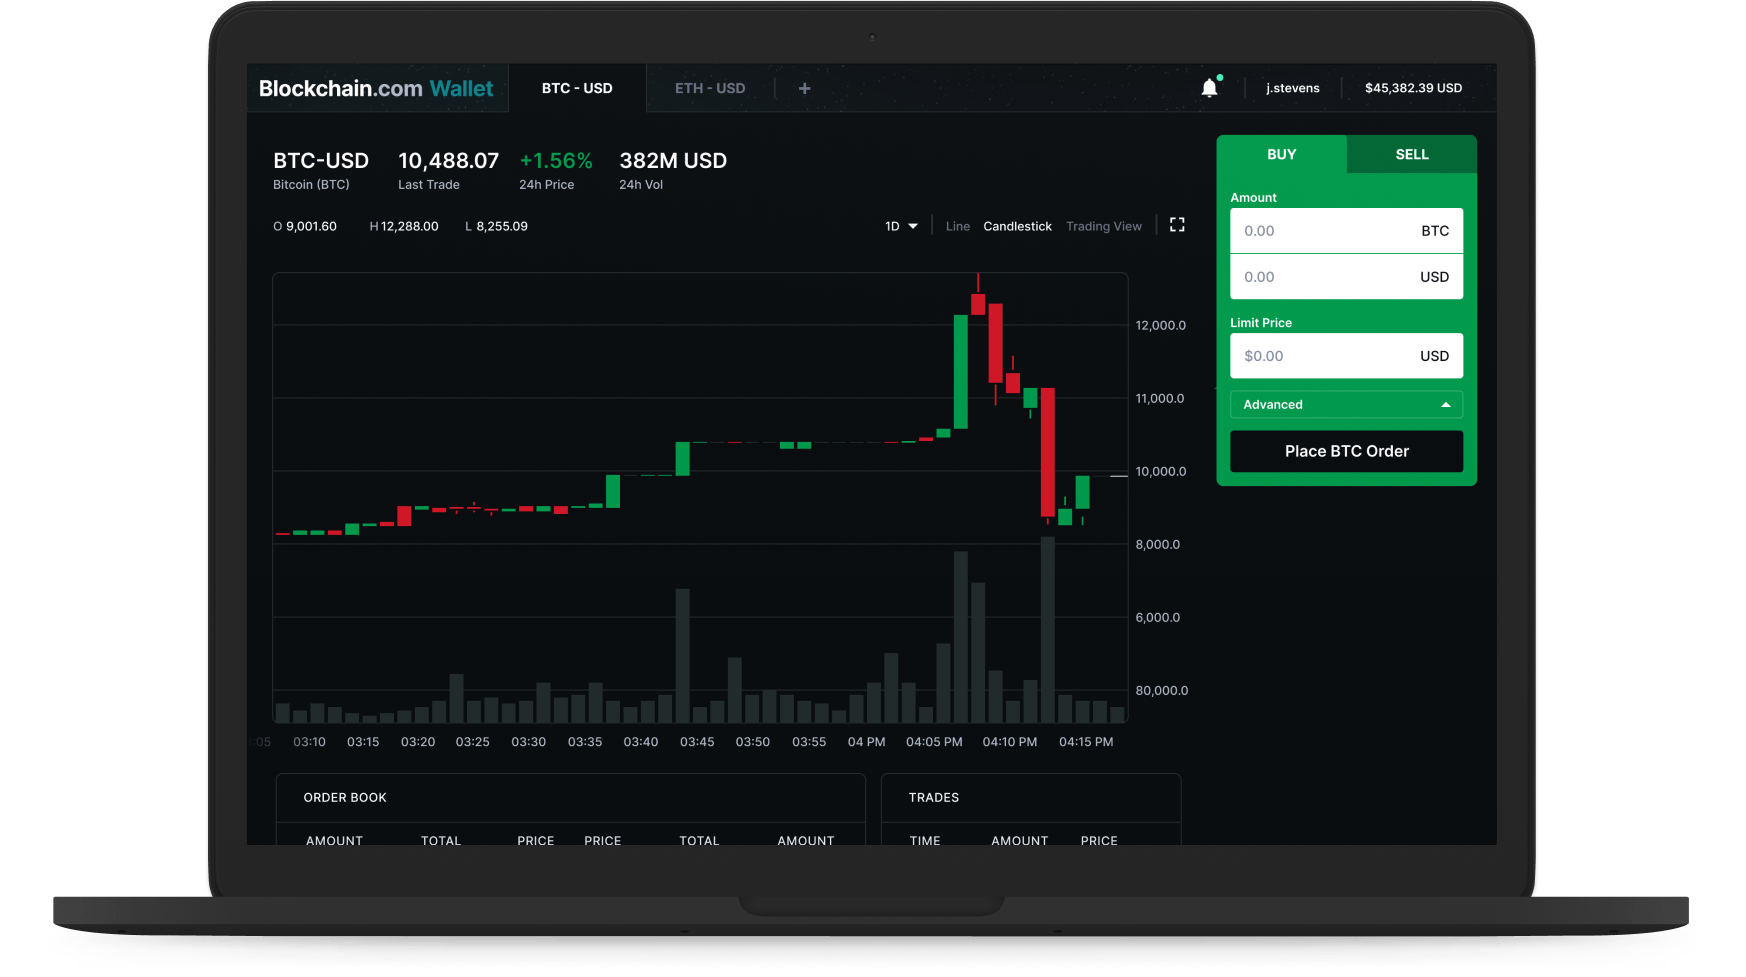 Blockchain.com Wallet
BTC - USD
ETH - USD
+
j.stevens
$45,382.39 USD
BTC-USD 10,488.07 +1.56% 382M USD
Bitcoin (BTC) Last Trade 24h Price 24h Vol
O 9,001.60 H 12,288.00 L 8,255.09
1D Line Candlestick Trading View
BUY SELL
Amount
0.00 BTC
0.00 USD
Limit Price
$0.00 USD
Advanced
Place BTC Order
12,000.0
11,000.0
10,000.0
8,000.0
6,000.0
80,000.0
:05 03:10 03:15 03:20 03:25 03:30 03:35 03:40 03:45 03:50 03:55 04 PM 04:05 PM 04:10 PM 04:15 PM
ORDER BOOK
AMOUNT TOTAL PRICE PRICE TOTAL AMOUNT
TRADES
TIME AMOUNT PRICE